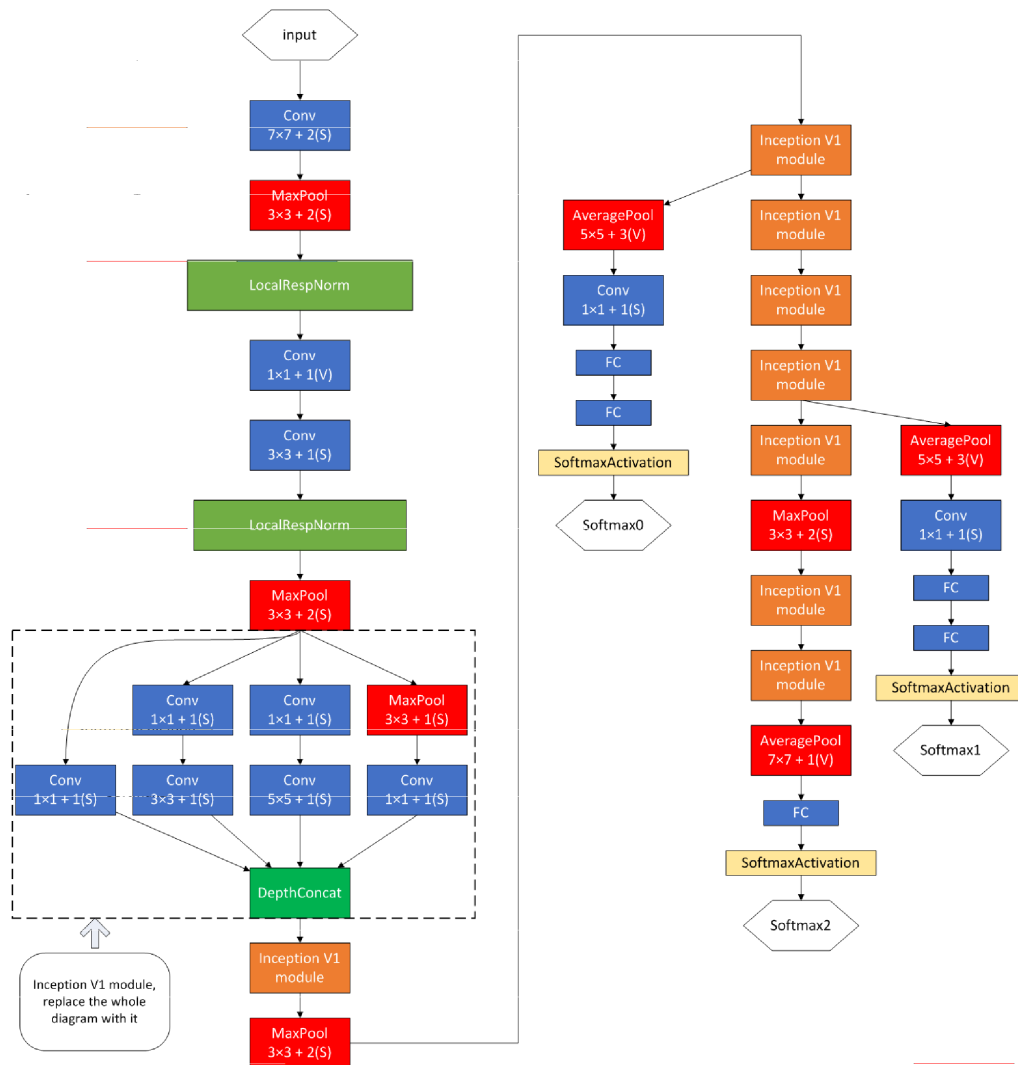 input
Conv
7×7 + 2(S)
MaxPool
3×3 + 2(S)
LocalRespNorm
Conv
1×1 + 1(V)
Conv
3×3 + 1(S)
LocalRespNorm
MaxPool
3×3 + 2(S)
Conv
1×1 + 1(S)
Conv
1×1 + 1(S)
MaxPool
3×3 + 1(S)
Conv
1×1 + 1(S)
Conv
3×3 + 1(S)
Conv
5×5 + 1(S)
Conv
1×1 + 1(S)
DepthConcat
Inception V1 module,
replace the whole
diagram with it
Inception V1
module
MaxPool
3×3 + 2(S)
Inception V1
module
AveragePool
5×5 + 3(V)
Conv
1×1 + 1(S)
FC
FC
SoftmaxActivation
Softmax0
Inception V1
module
Inception V1
module
Inception V1
module
Inception V1
module
AveragePool
5×5 + 3(V)
Conv
1×1 + 1(S)
FC
FC
SoftmaxActivation
Softmax1
MaxPool
3×3 + 2(S)
Inception V1
module
Inception V1
module
AveragePool
7×7 + 1(V)
FC
SoftmaxActivation
Softmax2